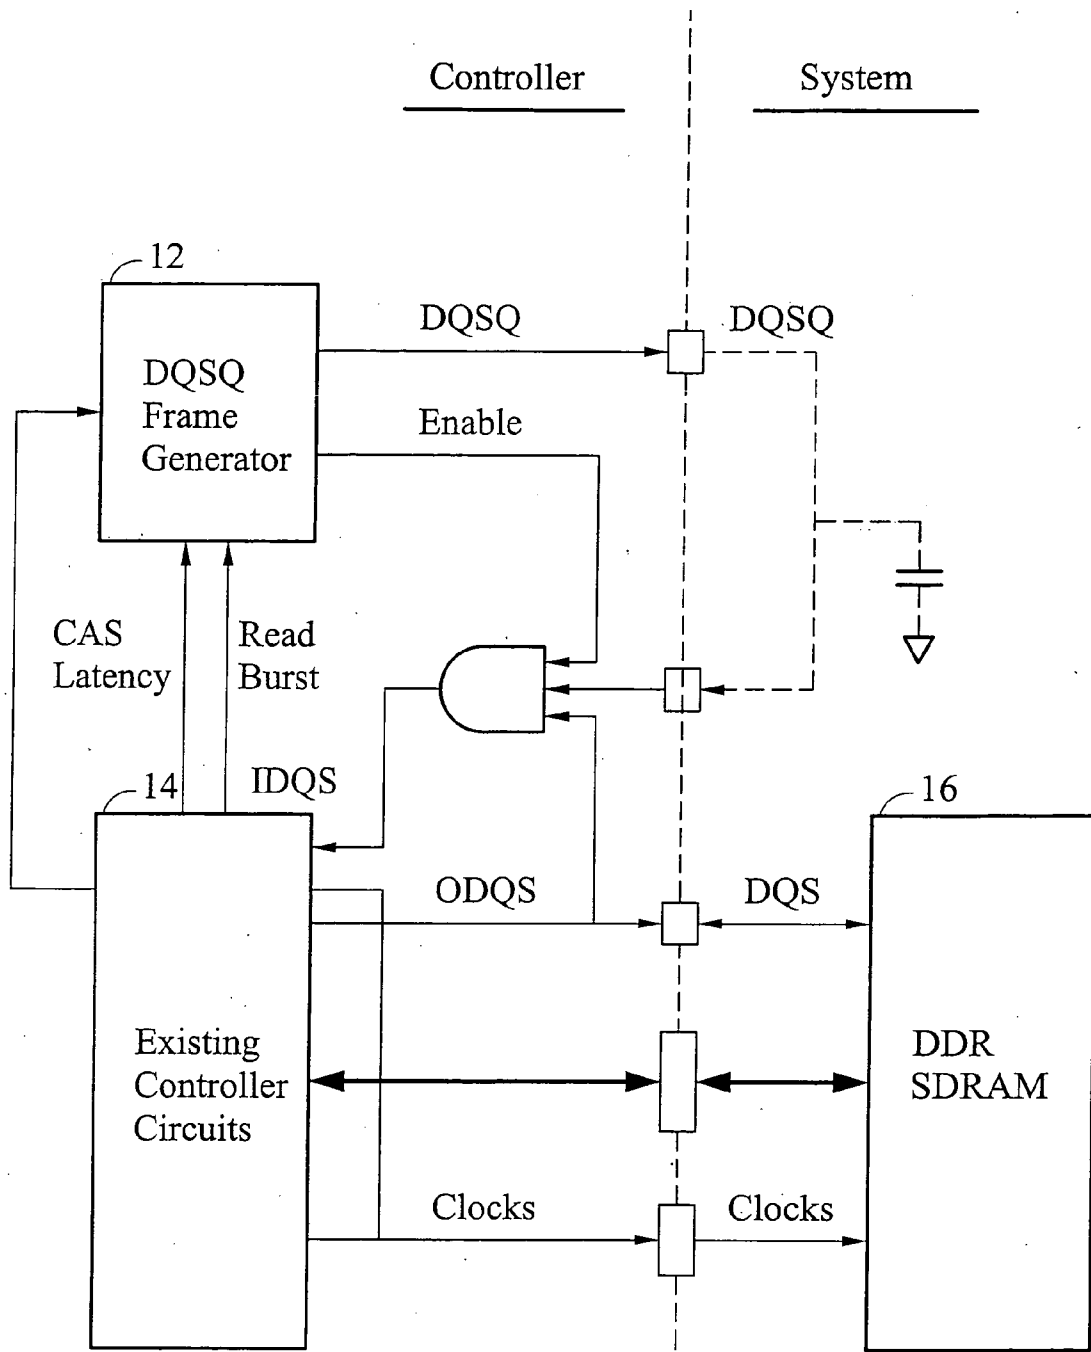 Controller
System
12
DQSQ
DQSQ
DQSQ
Frame
Generator
Enable
CAS
Latency
Read
Burst
14
IDQS
16
ODQS
DQS
Existing
Controller
Circuits
DDR
SDRAM
Clocks
Clocks